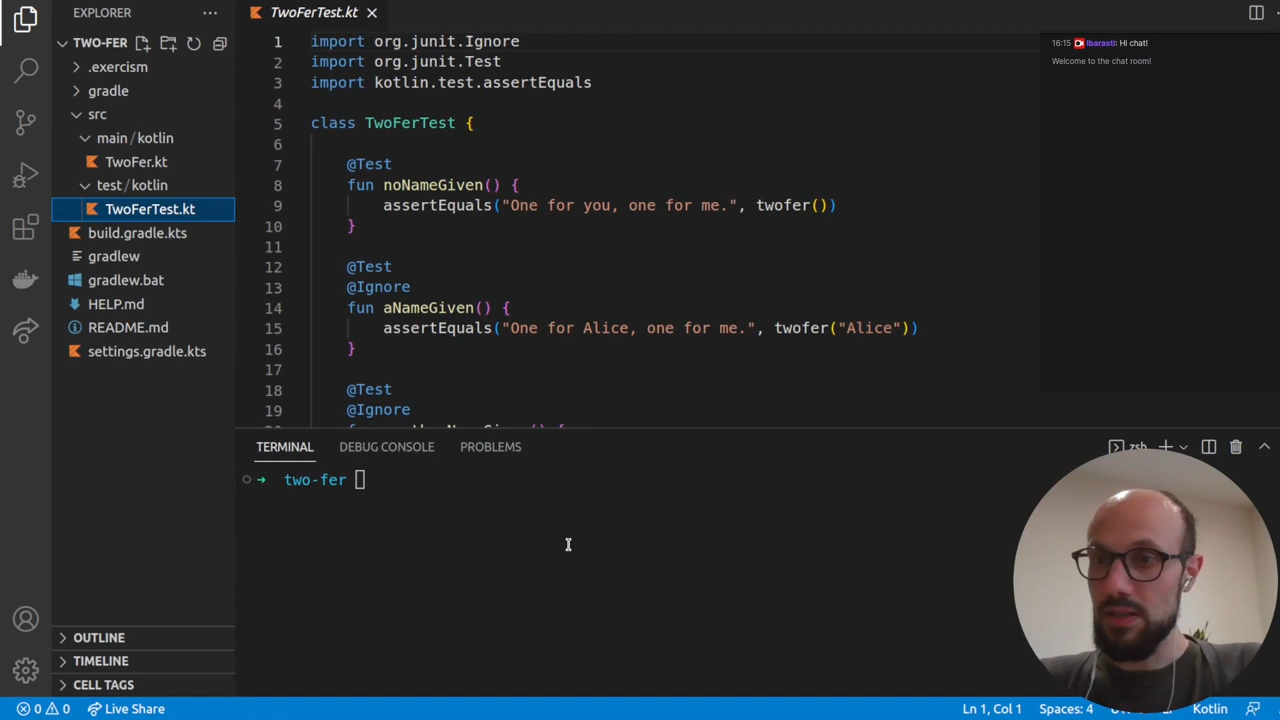 EXPLORER
TwoFerTest.kt
TWO-FER
.exercism
gradle
src
main/kotlin
TwoFer.kt
test/kotlin
TwoFerTest.kt
build.gradle.kts
gradlew
gradlew.bat
HELP.md
README.md
settings.gradle.kts
OUTLINE
TIMELINE
CELL TAGS
1 import org.junit.Ignore
2 import org.junit.Test
3 import kotlin.test.assertEquals
4
5 class TwoFerTest {
6
7 @Test
8 fun noNameGiven() {
9 assertEquals("One for you, one for me.", twofer())
10 }
11
12 @Test
13 @Ignore
14 fun aNameGiven() {
15 assertEquals("One for Alice, one for me.", twofer("Alice"))
16 }
17
18 @Test
19 @Ignore
16:15 lbarasti: Hi chat!
Welcome to the chat room!
TERMINAL DEBUG CONSOLE PROBLEMS
zsh
two-fer
0 0 Live Share
Ln 1, Col 1 Spaces: 4 Kotlin